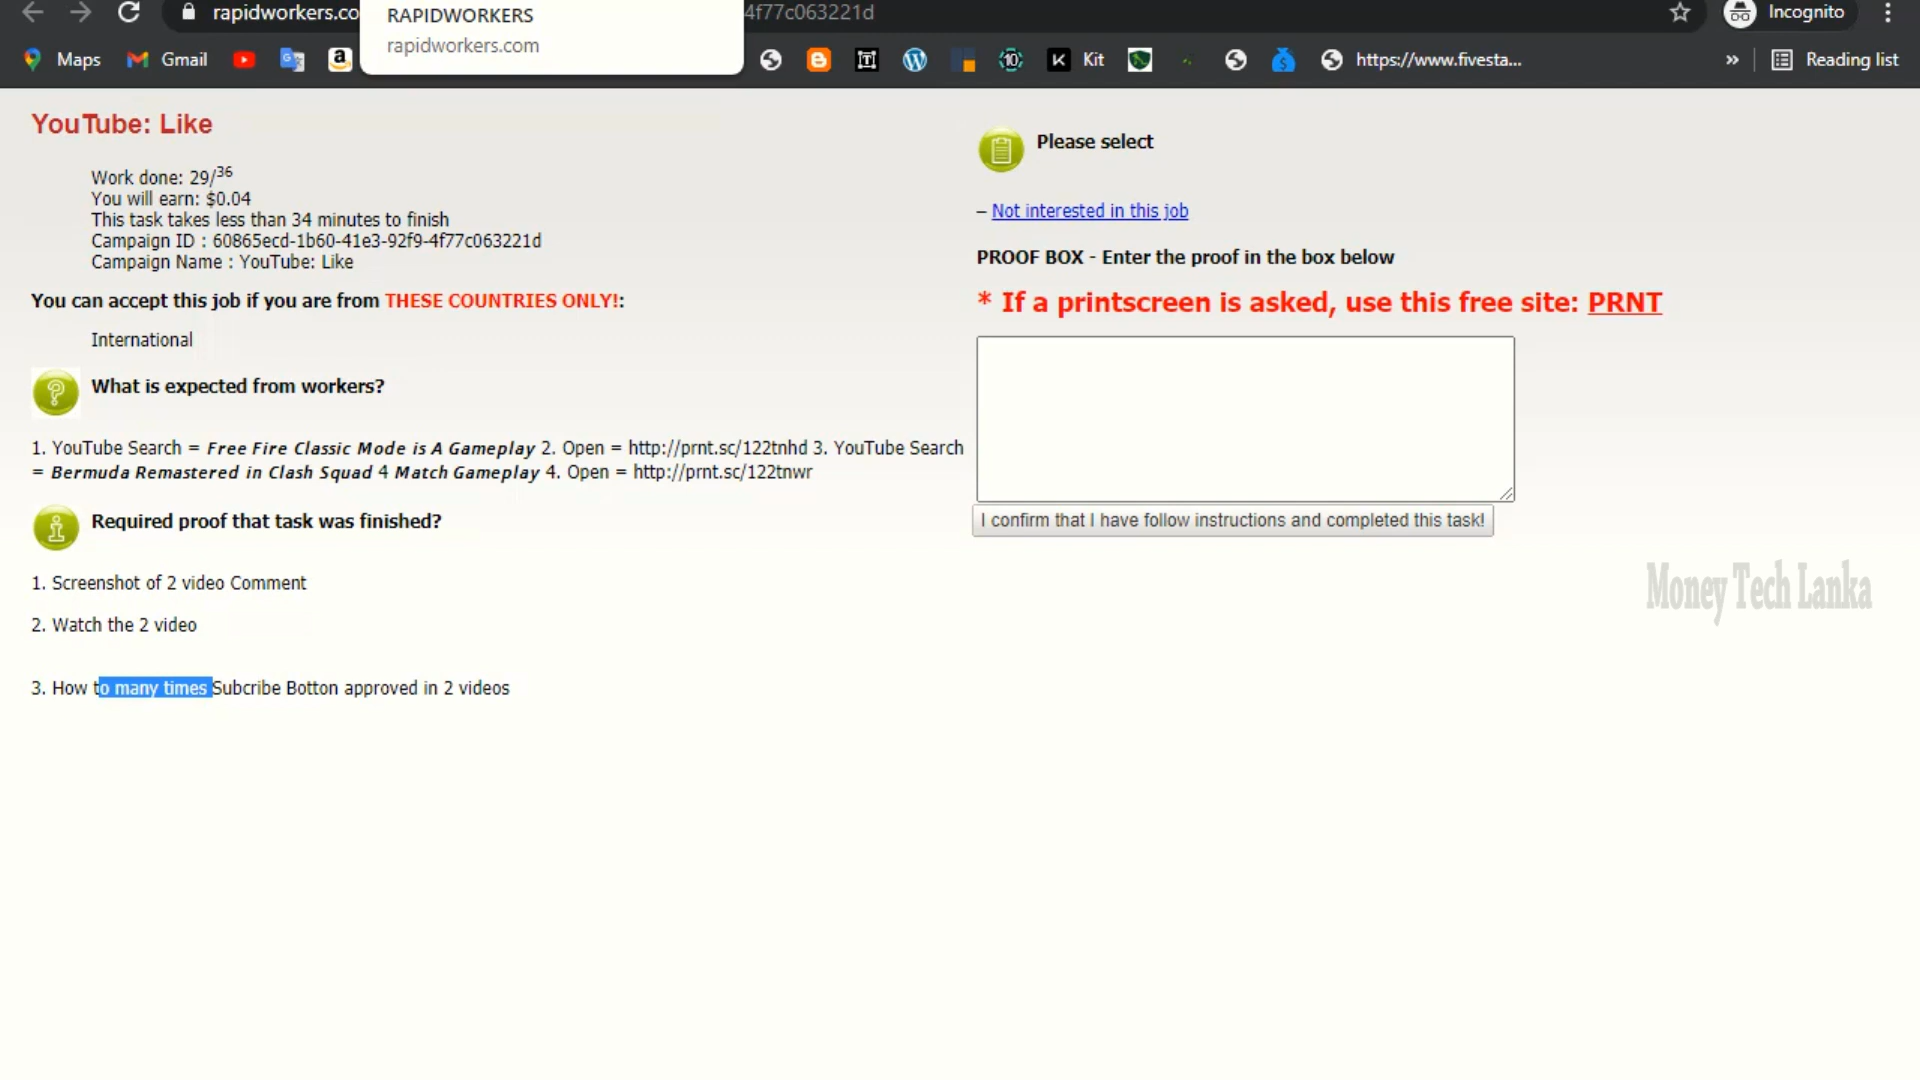 rapidworkers.co
RAPIDWORKERS
rapidworkers.com
4f77c063221d
Incognito
Maps
Gmail
Kit
https://www.fivesta...
»
Reading list
YouTube: Like
Work done: 29/36
You will earn: $0.04
This task takes less than 34 minutes to finish
Campaign ID : 60865ecd-1b60-41e3-92f9-4f77c063221d
Campaign Name : YouTube: Like
You can accept this job if you are from THESE COUNTRIES ONLY!:
International
What is expected from workers?
1. YouTube Search = Free Fire Classic Mode is A Gameplay 2. Open = http://prnt.sc/122tnhd 3. YouTube Search
= Bermuda Remastered in Clash Squad 4 Match Gameplay 4. Open = http://prnt.sc/122tnwr
Required proof that task was finished?
1. Screenshot of 2 video Comment
2. Watch the 2 video
3. How to many times Subcribe Botton approved in 2 videos
Please select
– Not interested in this job
PROOF BOX - Enter the proof in the box below
* If a printscreen is asked, use this free site: PRNT
I confirm that I have follow instructions and completed this task!
Money Tech Lanka